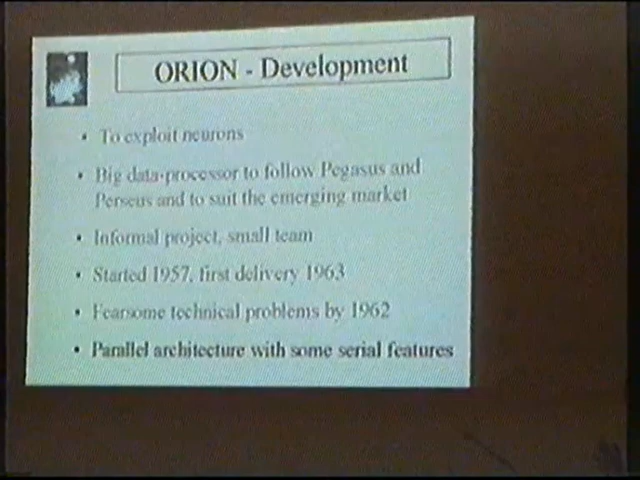 ORION - Development
• To exploit neurons
• Big data-processor to follow Pegasus and
Perseus and to suit the emerging market
• Informal project, small team
• Started 1957, first delivery 1963
• Fearsome technical problems by 1962
• Parallel architecture with some serial features